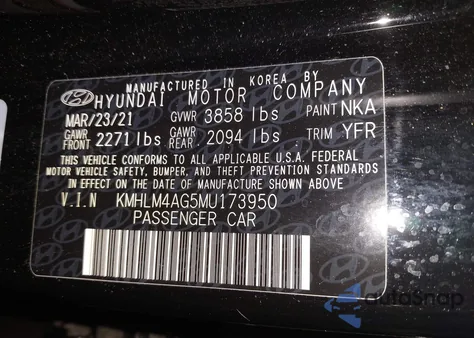 MANUFACTURED IN KOREA BY
HYUNDAI MOTOR COMPANY
MAR/23/21 GVWR 3858 lbs PAINT NKA
GAWR FRONT 2271 lbs GAWR REAR. 2094 lbs TRIM YFR
THIS VEHICLE CONFORMS TO ALL APPLICABLE U.S.A. FEDERAL
MOTOR VEHICLE SAFETY, BUMPER, AND THEFT PREVENTION STANDARDS
IN EFFECT ON THE DATE OF MANUFACTURE SHOWN ABOVE.
V.I.N KMHLM4AG5MU173950
PASSENGER CAR
autoSnap